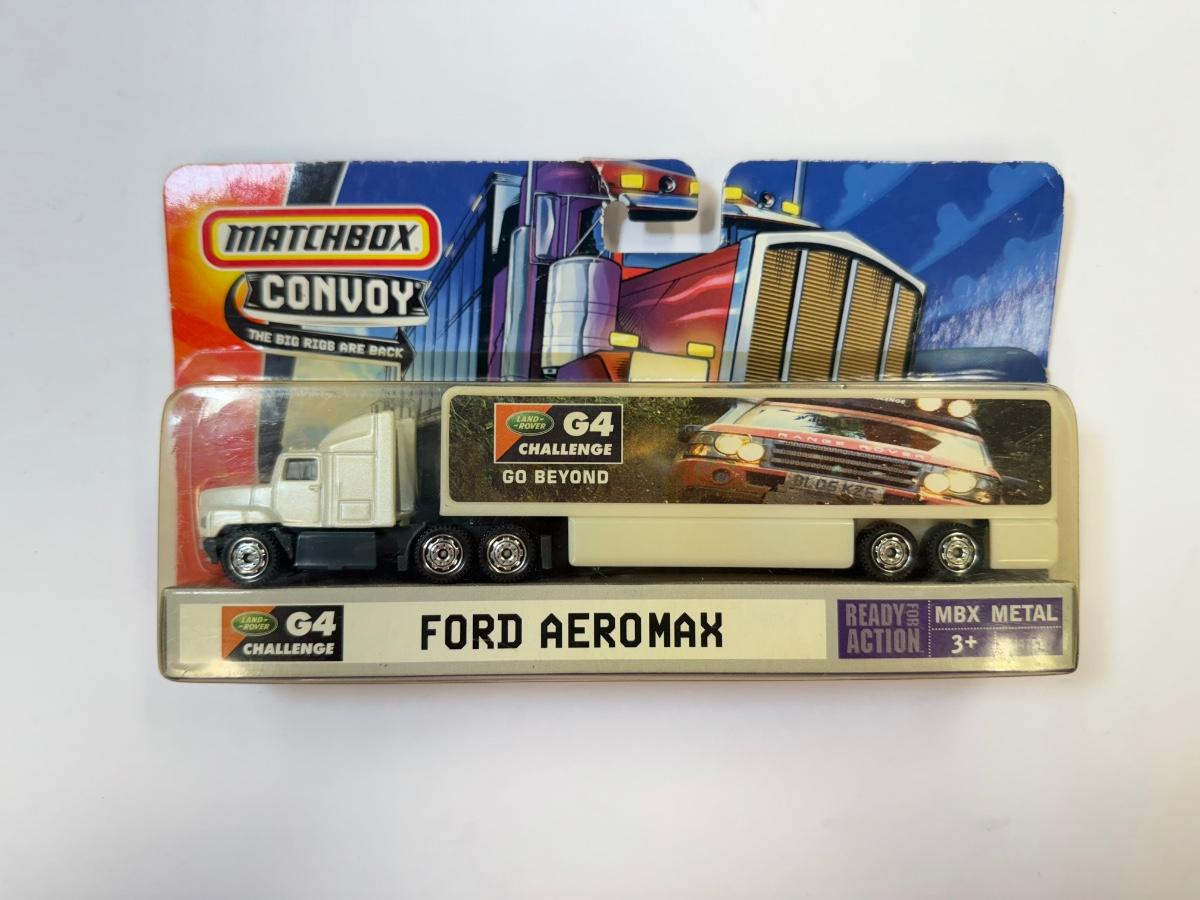 MATCHBOX
CONVOY
THE BIG RIGS ARE BACK
LAND-
-ROVER
G4
CHALLENGE
GO BEYOND
RANGE ROVER
LAND-
-ROVER
G4
CHALLENGE
FORD AEROMAX
READY FOR
ACTION
MBX METAL
3+